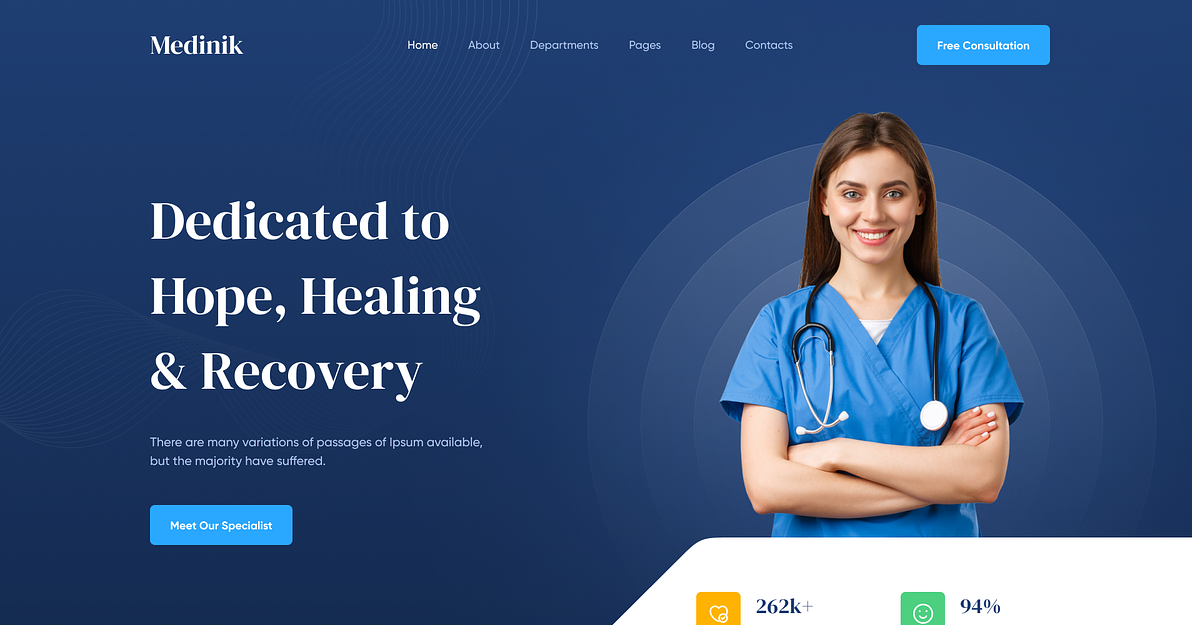 Medinik
Home
About
Departments
Pages
Blog
Contacts
Free Consultation
Dedicated to
Hope, Healing
& Recovery
There are many variations of passages of Ipsum available,
but the majority have suffered.
Meet Our Specialist
262k+
94%